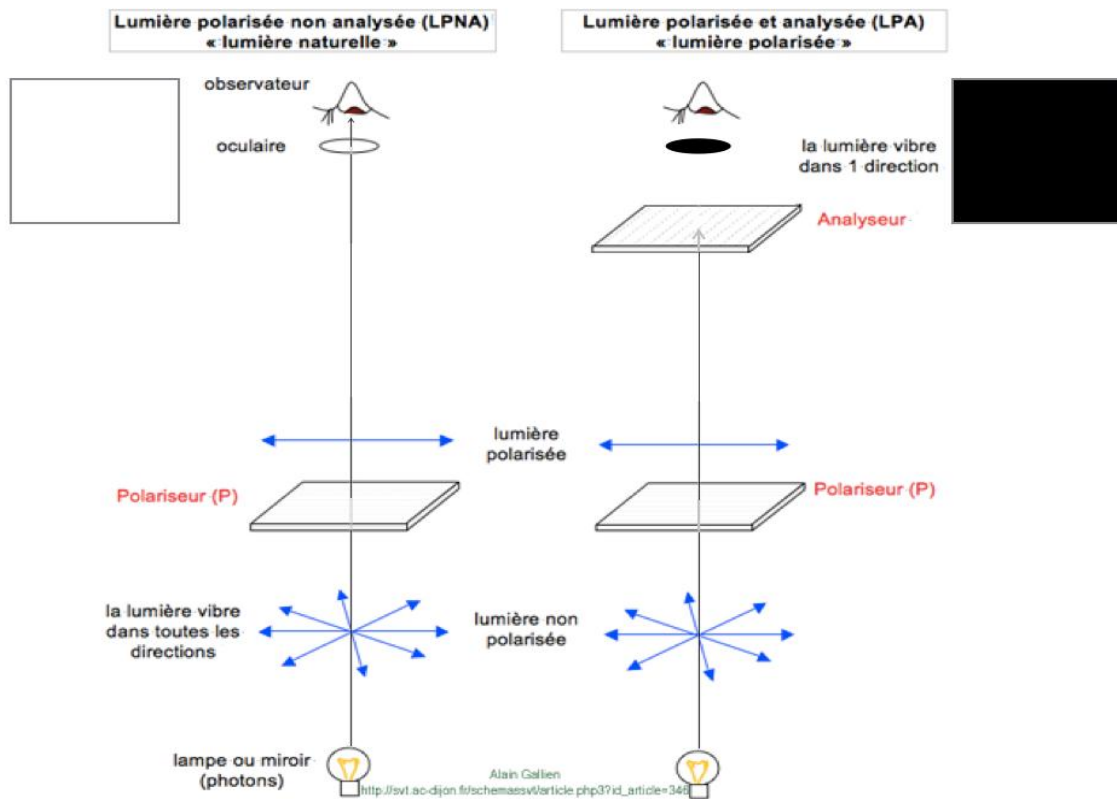 Lumière polarisée non analysée (LPNA)
« lumière naturelle »
Lumière polarisée et analysée (LPA)
« lumière polarisée »
observateur
oculaire
la lumière vibre
dans 1 direction
Analyseur
lumière
polarisée
Polariseur (P)
Polariseur (P)
la lumière vibre
dans toutes les
directions
lumière non
polarisée
lampe ou miroir
(photons)
Alain Gallien
http://svt.ac-dijon.fr/schemassvt/article.php3?id_article=346